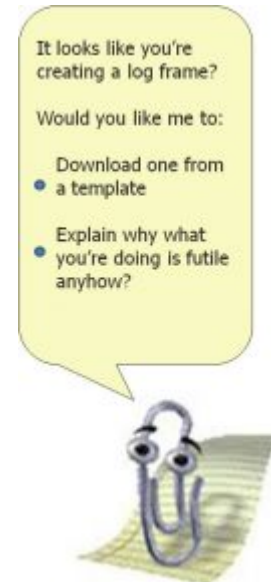 It looks like you're
creating a log frame?
Would you like me to:
Download one from
a template
Explain why what
you're doing is futile
anyhow?